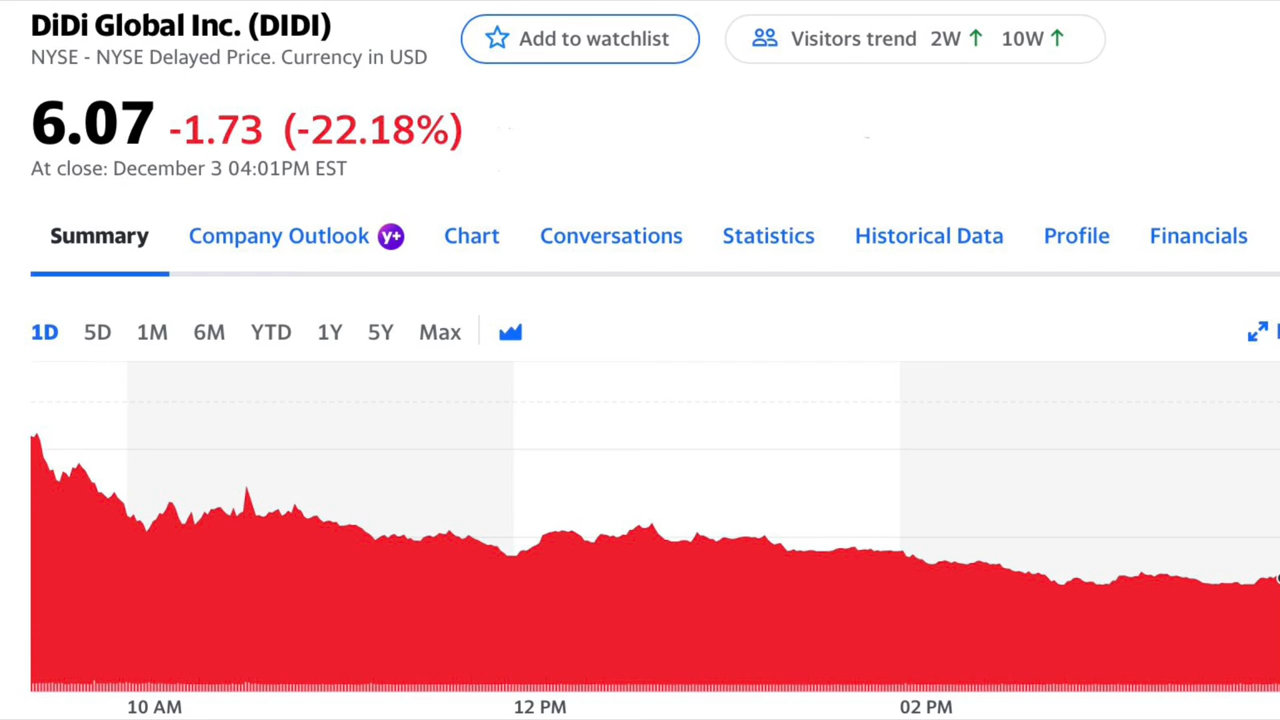 DiDi Global Inc. (DIDI)
NYSE - NYSE Delayed Price. Currency in USD
Add to watchlist
Visitors trend 2W ↑ 10W ↑
6.07 -1.73 (-22.18%)
At close: December 3 04:01PM EST
Summary Company Outlook y+ Chart Conversations Statistics Historical Data Profile Financials
1D 5D 1M 6M YTD 1Y 5Y Max
10 AM 12 PM 02 PM